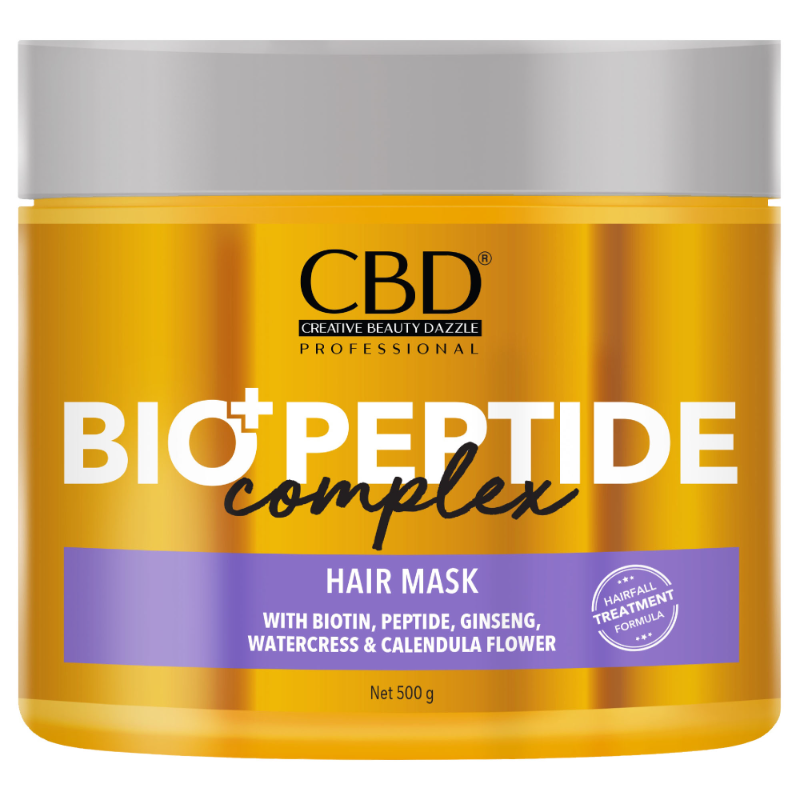 CBD®
CREATIVE BEAUTY DAZZLE
PROFESSIONAL
BIO+PEPTIDE
complex
HAIR MASK
WITH BIOTIN, PEPTIDE, GINSENG,
WATERCRESS & CALENDULA FLOWER
HAIRFALL
TREATMENT
FORMULA
Net 500 g